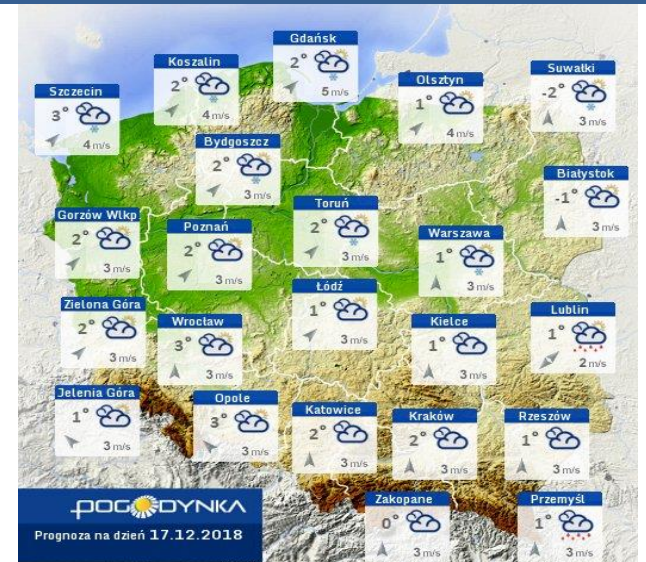 Gdańsk
2°
5 m/s
Koszalin
2°
4 m/s
Suwałki
-2°
3 m/s
Olsztyn
1°
4 m/s
Szczecin
3°
4 m/s
Bydgoszcz
2°
3 m/s
Białystok
-1°
3 m/s
Toruń
2°
3 m/s
Gorzów Wlkp
2°
3 m/s
Poznań
2°
3 m/s
Warszawa
1°
3 m/s
Łódź
1°
3 m/s
Zielona Góra
2°
3 m/s
Wrocław
3°
3 m/s
Kielce
1°
3 m/s
Lublin
1°
2 m/s
Jelenia Góra
1°
3 m/s
Opole
3°
3 m/s
Katowice
2°
3 m/s
Kraków
2°
3 m/s
Rzeszów
1°
3 m/s
Zakopane
0°
3 m/s
Przemyśl
1°
3 m/s
POGODYNKA
Prognoza na dzień 17.12.2018